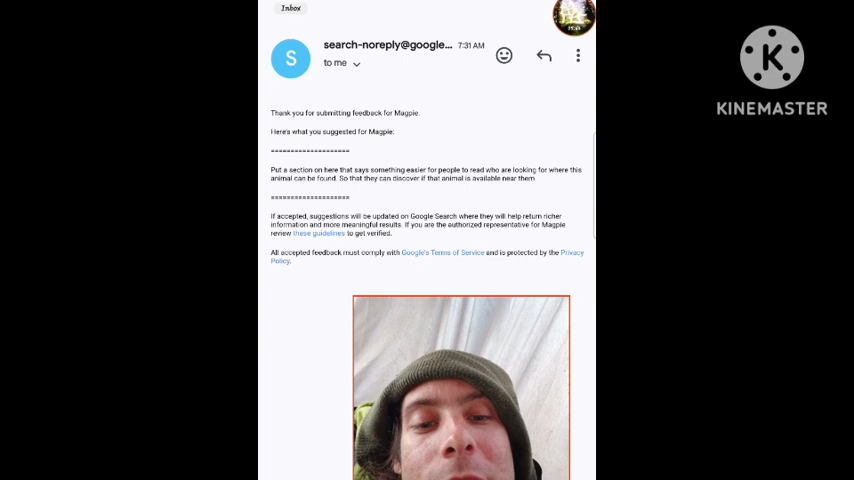 Inbox
search-noreply@google... 7:31 AM
S
to me
Thank you for submitting feedback for Magpie.
Here's what you suggested for Magpie:
====================
Put a section on here that says something easier for people to read who are looking for where this
animal can be found. So that they can discover if that animal is available near them.
====================
If accepted, suggestions will be updated on Google Search where they will help return richer
information and more meaningful results. If you are the authorized representative for Magpie
review these guidelines to get verified.
All accepted feedback must comply with Google's Terms of Service and is protected by the Privacy
Policy.
K
KINEMASTER